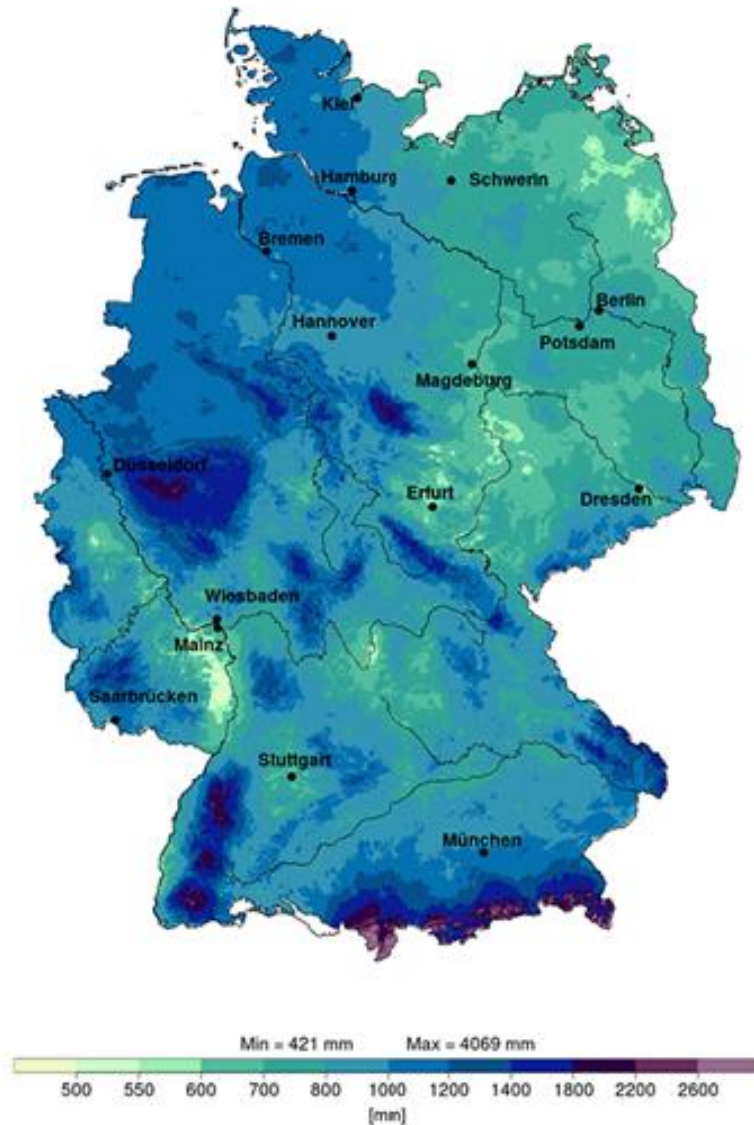 Kiel
Hamburg
Schwerin
Bremen
Berlin
Hannover
Potsdam
Magdeburg
Düsseldorf
Erfurt
Dresden
Wiesbaden
Mainz
Saarbrücken
Stuttgart
München
Min = 421 mm Max = 4069 mm
500 550 600 700 800 1000 1200 1400 1800 2200 2600
[mm]